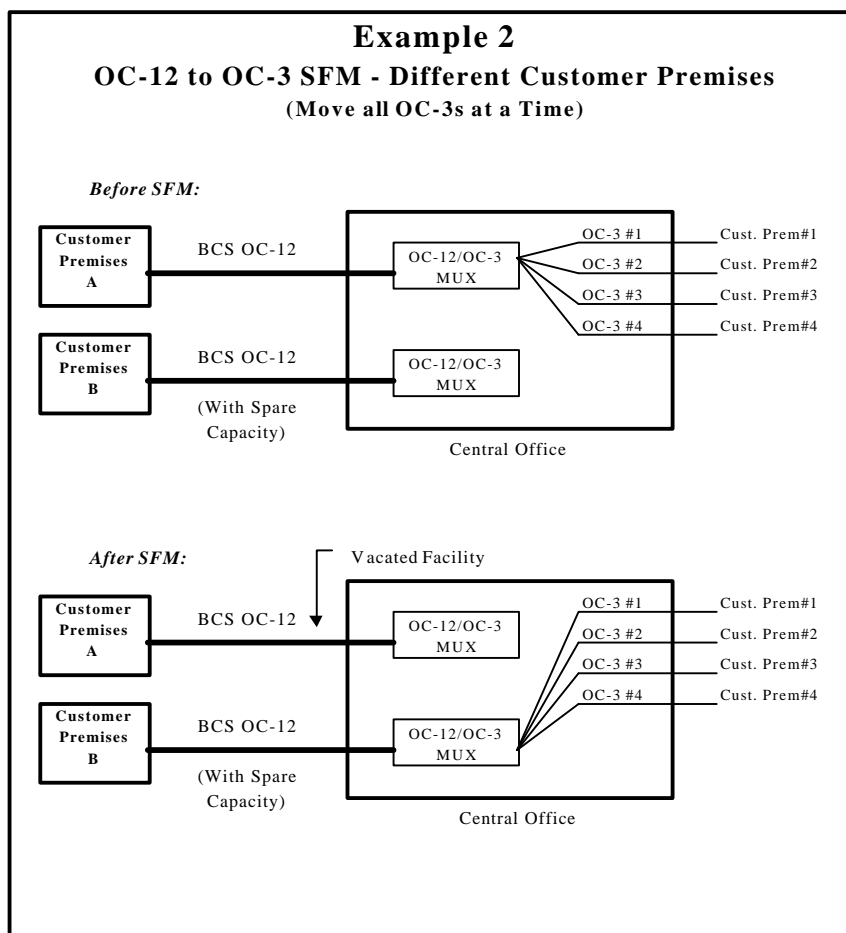 Example 2
OC-12 to OC-3 SFM - Different Customer Premises
(Move all OC-3s at a Time)
Before SFM:
Customer
Premises
A
BCS OC-12
OC-12/OC-3
MUX
OC-3 #1
Cust. Prem#1
OC-3 #2
Cust. Prem#2
OC-3 #3
Cust. Prem#3
OC-3 #4
Cust. Prem#4
Customer
Premises
B
BCS OC-12
(With Spare
Capacity)
OC-12/OC-3
MUX
Central Office
After SFM:
Vacated Facility
Customer
Premises
A
BCS OC-12
OC-12/OC-3
MUX
OC-3 #1
Cust. Prem#1
OC-3 #2
Cust. Prem#2
OC-3 #3
Cust. Prem#3
OC-3 #4
Cust. Prem#4
Customer
Premises
B
BCS OC-12
(With Spare
Capacity)
OC-12/OC-3
MUX
Central Office